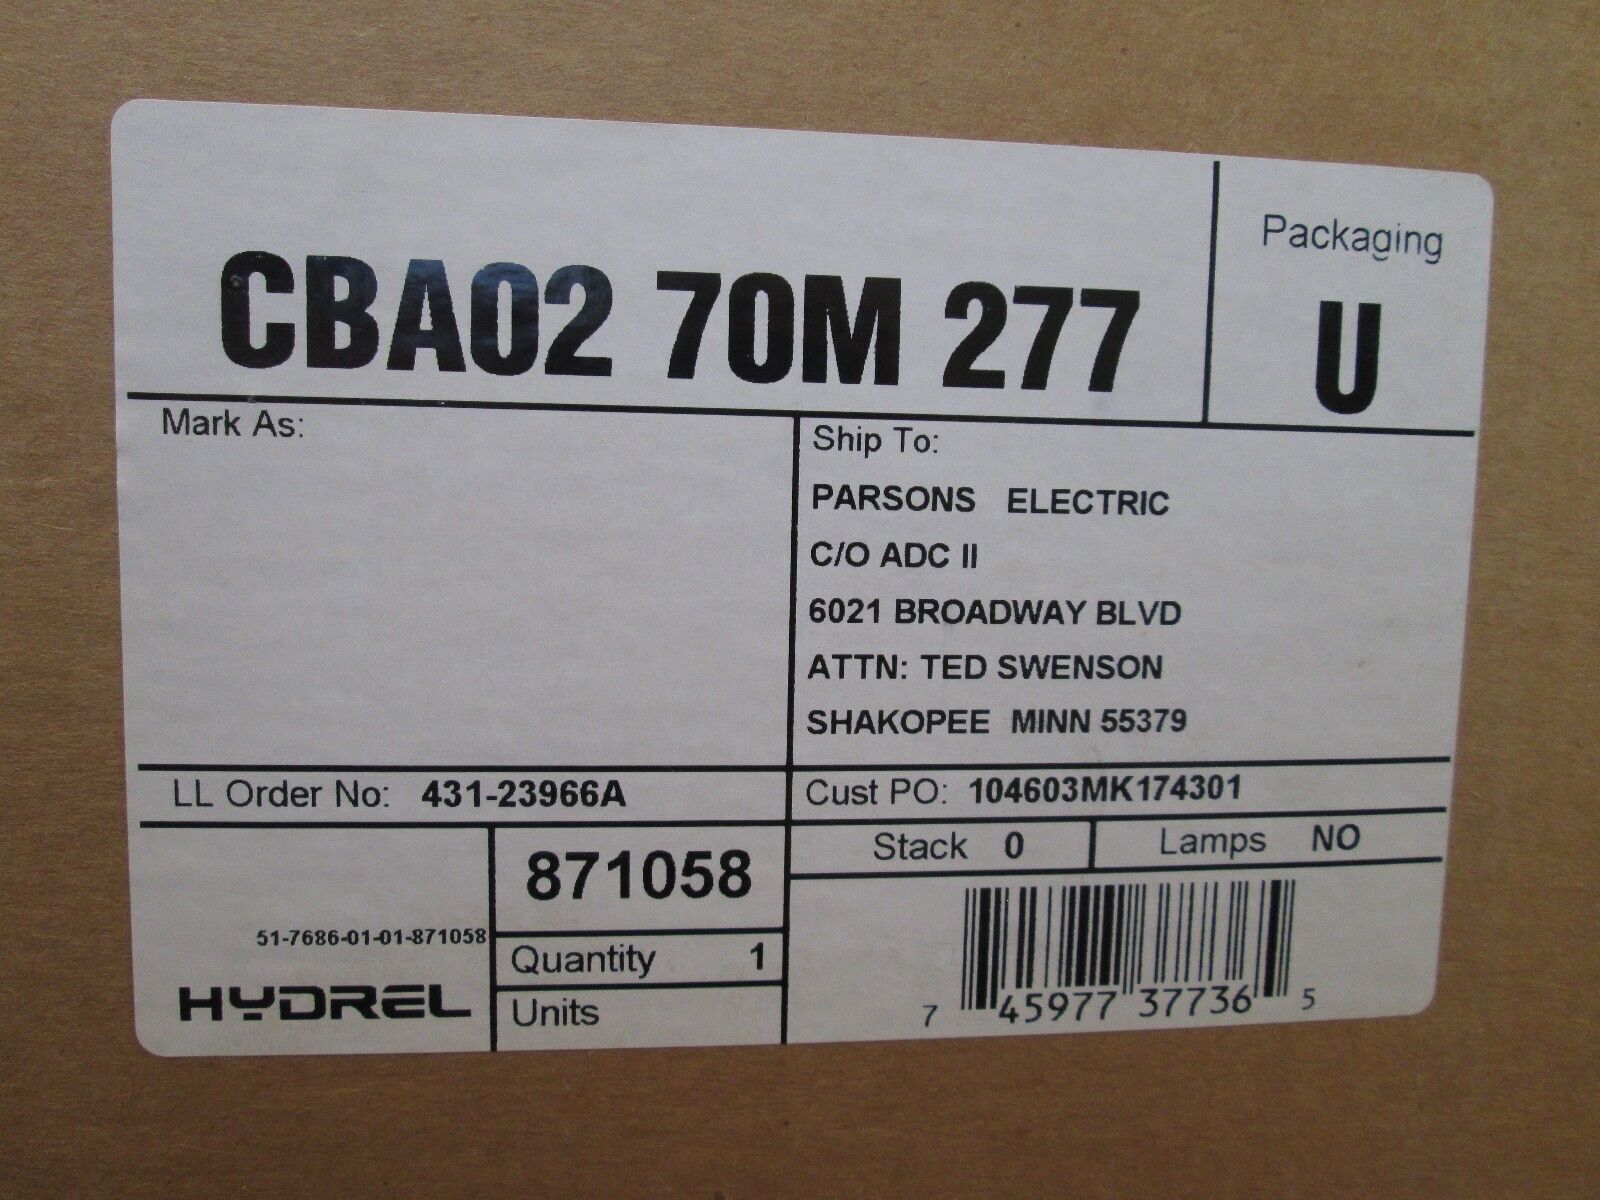 CBA02 70M 277
Packaging
U
Mark As:
Ship To:
PARSONS ELECTRIC
C/O ADC II
6021 BROADWAY BLVD
ATTN: TED SWENSON
SHAKOPEE MINN 55379
LL Order No: 431-23966A
Cust PO: 104603MK174301
871058
Stack 0
Lamps NO
51-7686-01-01-871058
HYDREL
Quantity 1
Units
7 45977 37736 5